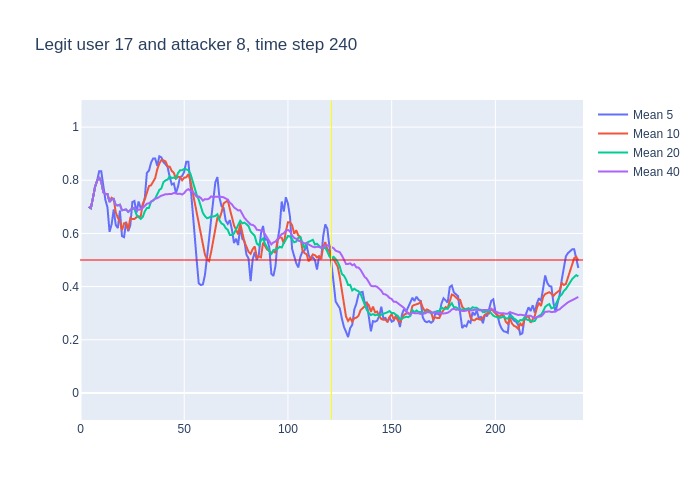 Legit user 17 and attacker 8, time step 240
Mean 5
Mean 10
Mean 20
Mean 40
1
0.8
0.6
0.4
0.2
0
0 50 100 150 200